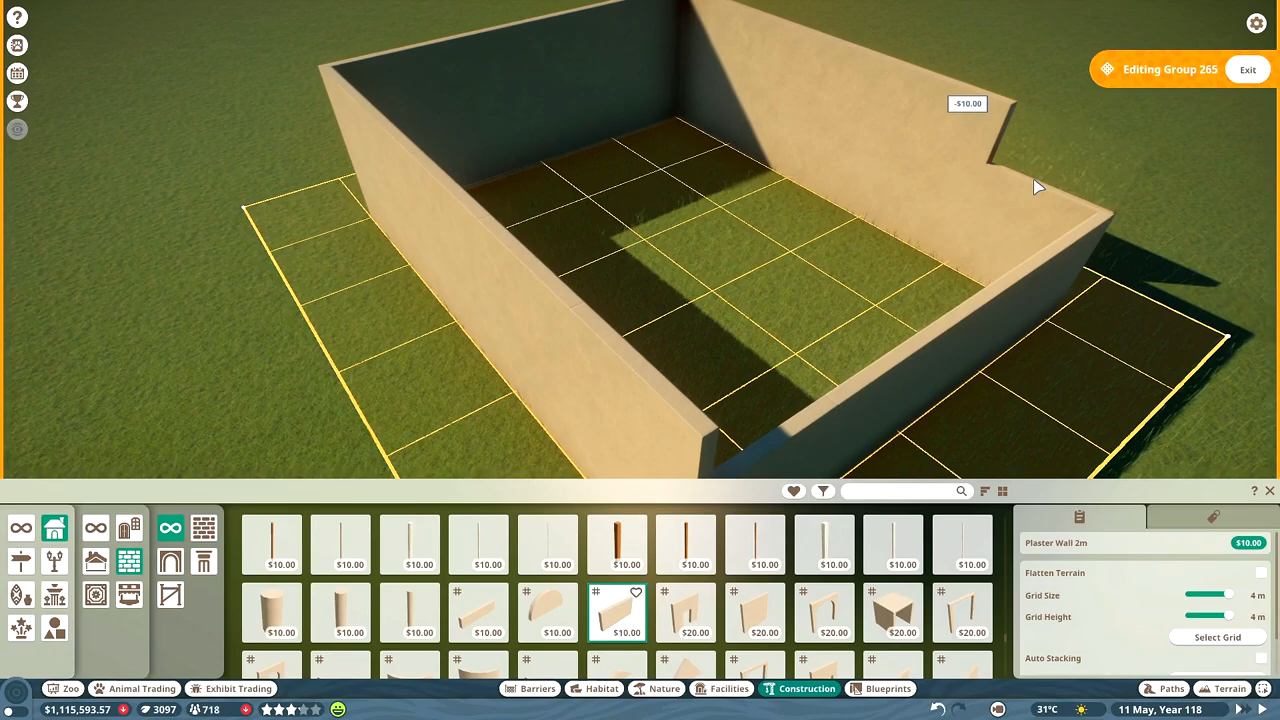 Editing Group 265
Exit
-$10.00
?
?
$10.00 $10.00 $10.00 $10.00 $10.00 $10.00 $10.00 $10.00 $10.00 $10.00 $10.00
$10.00 $10.00 $10.00 $10.00 $10.00 $10.00 $20.00 $20.00 $20.00 $20.00 $20.00
Plaster Wall 2m $10.00
Flatten Terrain
Grid Size 4 m
Grid Height 4 m
Select Grid
Auto Stacking
Zoo Animal Trading Exhibit Trading Barriers Habitat Nature Facilities Construction Blueprints Paths Terrain
$1,115,593.57 3097 718 31°C 11 May, Year 118